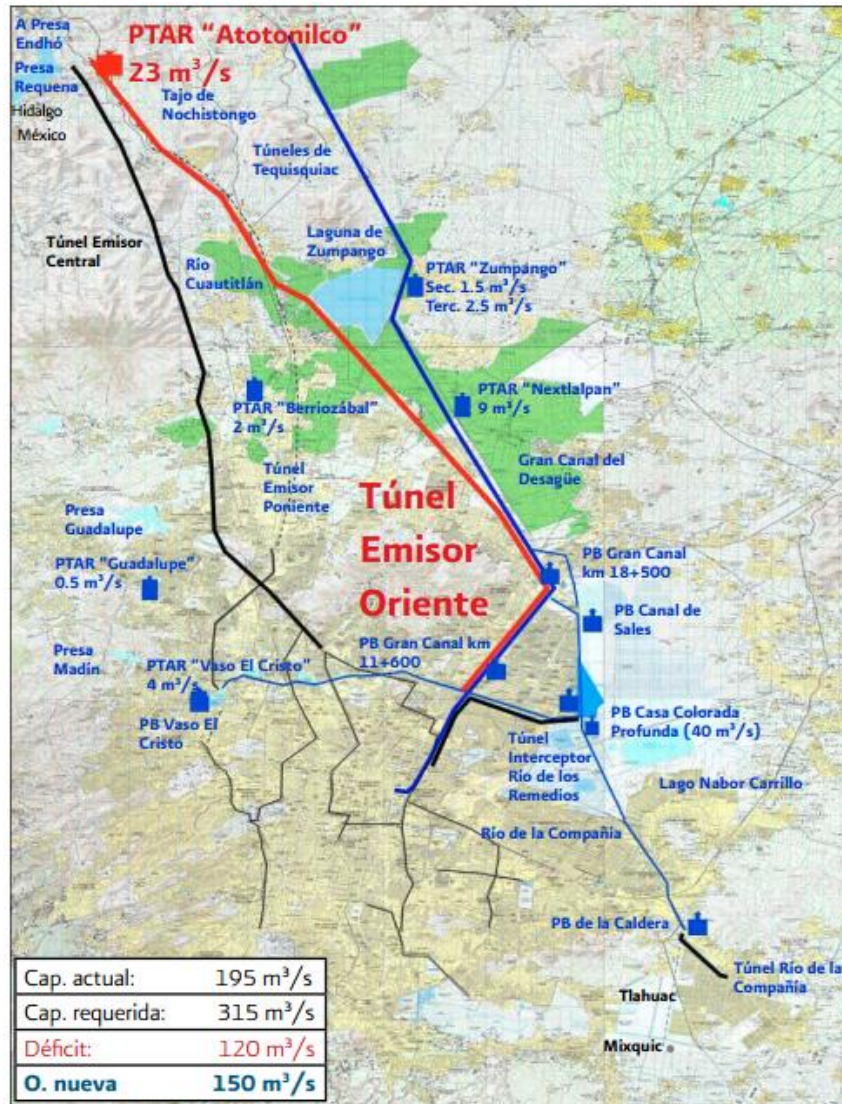 A Presa
Endhó
Presa
Requena
Hidalgo
México
PTAR “Atotonilco”
23 m³/s
Tajo de
Nochistongo
Túneles de
Tequisquiac
Túnel Emisor
Central
Río
Cuautitlán
Laguna de
Zumpango
PTAR “Zumpango”
Sec. 1.5 m³/s
Terc. 2.5 m³/s
PTAR “Berriozábal”
2 m³/s
PTAR “Nextlalpan”
9 m³/s
Gran Canal del
Desagüe
Túnel
Emisor
Poniente
Túnel
Emisor
Oriente
Presa
Guadalupe
PTAR “Guadalupe”
0.5 m³/s
PB Gran Canal
km 18+500
PB Canal de
Sales
Presa
Madín
PTAR “Vaso El Cristo”
4 m³/s
PB Vaso El
Cristo
PB Gran Canal km
11+600
PB Casa Colorada
Profunda (40 m³/s)
Túnel
Interceptor
Río de los
Remedios
Lago Nabor Carrillo
Río de la Compañía
PB de la Caldera
Túnel Río de la
Compañía
Tlahuac
Mixquic
Cap. actual: 195 m³/s
Cap. requerida: 315 m³/s
Déficit: 120 m³/s
O. nueva 150 m³/s